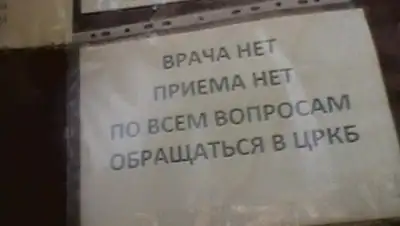 ВРАЧА НЕТ
ПРИЕМА НЕТ
ПО ВСЕМ ВОПРОСАМ
ОБРАЩАТЬСЯ В ЦРКБ